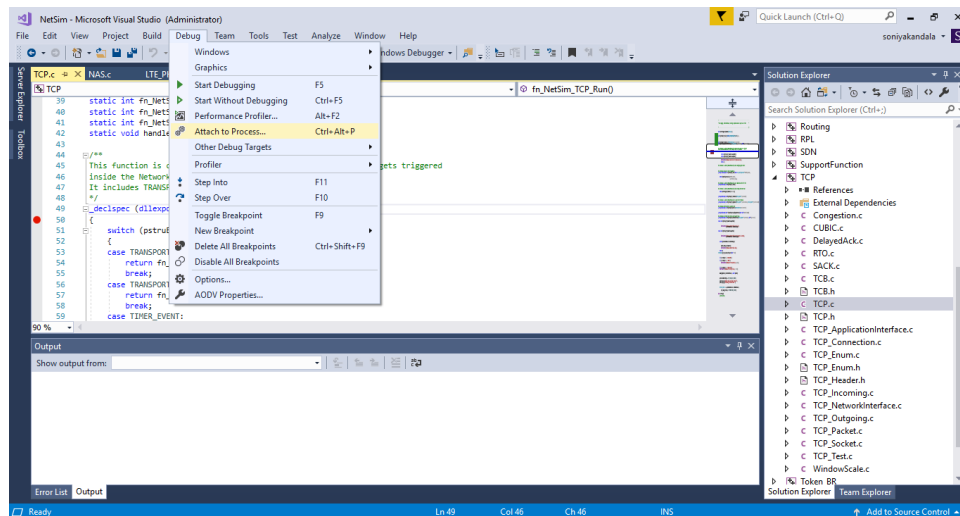 NetSim - Microsoft Visual Studio (Administrator)
Quick Launch (Ctrl+Q)
File Edit View Project Build Debug Team Tools Test Analyze Window Help
soniyakandala
S
ndows Debugger
Server Explorer
Toolbox
TCP.c NAS.c
TCP
fn_NetSim_TCP_Run()
Windows
Graphics
Start Debugging F5
Start Without Debugging Ctrl+F5
Performance Profiler... Alt+F2
Attach to Process... Ctrl+Alt+P
Other Debug Targets
Profiler
Step Into F11
Step Over F10
Toggle Breakpoint F9
New Breakpoint
Delete All Breakpoints Ctrl+Shift+F9
Disable All Breakpoints
Options...
AODV Properties...
39 static int fn_NetS
40 static int fn_NetS
41 static int fn_NetS
42 static void handle
43
44 /**
45 This function is c gets triggered
46 inside the Network
47 It includes TRANSP
48 */
49 _declspec (dllexpo
50 {
51 switch (pstruE
52 {
53 case TRANSPORT
54 return fn_
55 break;
56 case TRANSPORT
57 return fn_
58 break;
59 case TIMER_EVENT:
90 %
Output
Show output from:
Error List Output
Solution Explorer
Search Solution Explorer (Ctrl+;)
Routing
RPL
SDN
SupportFunction
TCP
References
External Dependencies
C Congestion.c
C CUBIC.c
C DelayedAck.c
C RTO.c
C SACK.c
C TCB.c
TCB.h
C TCP.c
TCP.h
C TCP_ApplicationInterface.c
C TCP_Connection.c
C TCP_Enum.c
TCP_Enum.h
TCP_Header.h
C TCP_Incoming.c
C TCP_NetworkInterface.c
C TCP_Outgoing.c
C TCP_Packet.c
C TCP_Socket.c
C TCP_Test.c
C WindowScale.c
Token BR
Solution Explorer Team Explorer
Ready Ln 49 Col 46 Ch 46 INS Add to Source Control